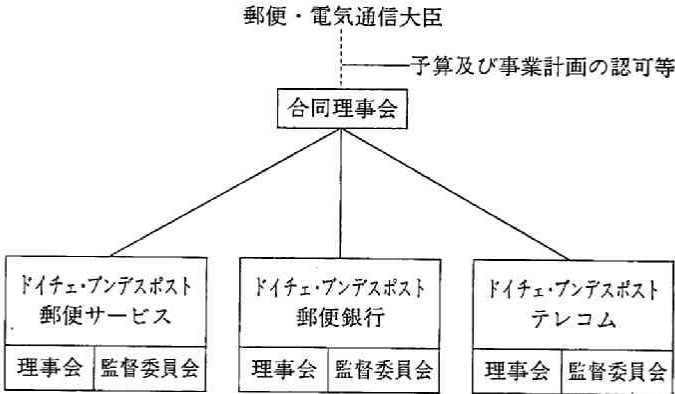 郵便・電気通信大臣
予算及び事業計画の認可等
合同理事会
ドイチェ・ブンデスポスト
郵便サービス
理事会
監督委員会
ドイチェ・ブンデスポスト
郵便銀行
理事会
監督委員会
ドイチェ・ブンデスポスト
テレコム
理事会
監督委員会